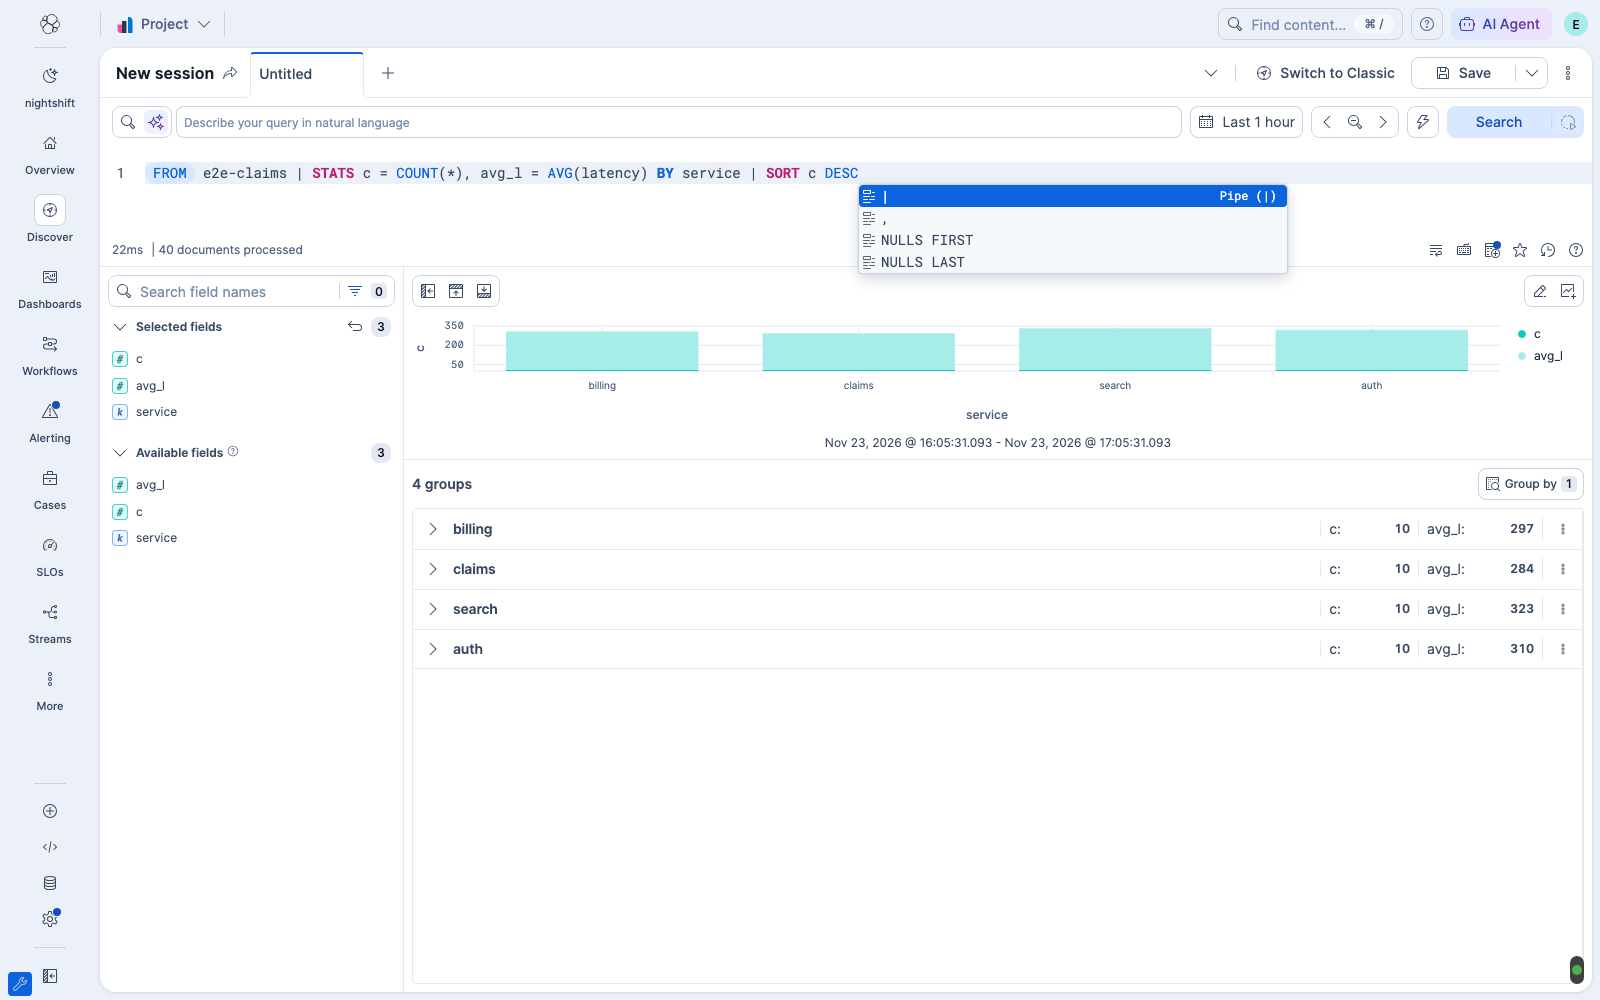 Project
Find content...
⌘ /
AI Agent
E
nightshift
Overview
Discover
Dashboards
Workflows
Alerting
Cases
SLOs
Streams
More
New session
Untitled
Switch to Classic
Save
Describe your query in natural language
Last 1 hour
Search
1 FROM e2e-claims | STATS c = COUNT(*), avg_l = AVG(latency) BY service | SORT c DESC
| Pipe (|)
,
NULLS FIRST
NULLS LAST
22ms | 40 documents processed
Search field names
0
Selected fields
3
# c
# avg_l
k service
Available fields
3
# avg_l
# c
k service
c
350
200
50
billing
claims
search
auth
service
Nov 23, 2026 @ 16:05:31.093 - Nov 23, 2026 @ 17:05:31.093
c
avg_l
4 groups
Group by 1
billing c: 10 avg_l: 297
claims c: 10 avg_l: 284
search c: 10 avg_l: 323
auth c: 10 avg_l: 310